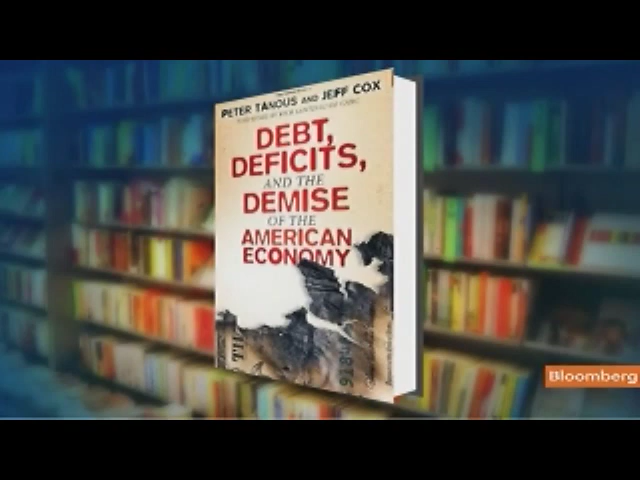 PETER TANOUS AND JEFF COX
DEBT,
DEFICITS,
AND THE
DEMISE
OF THE
AMERICAN
ECONOMY
Bloomberg